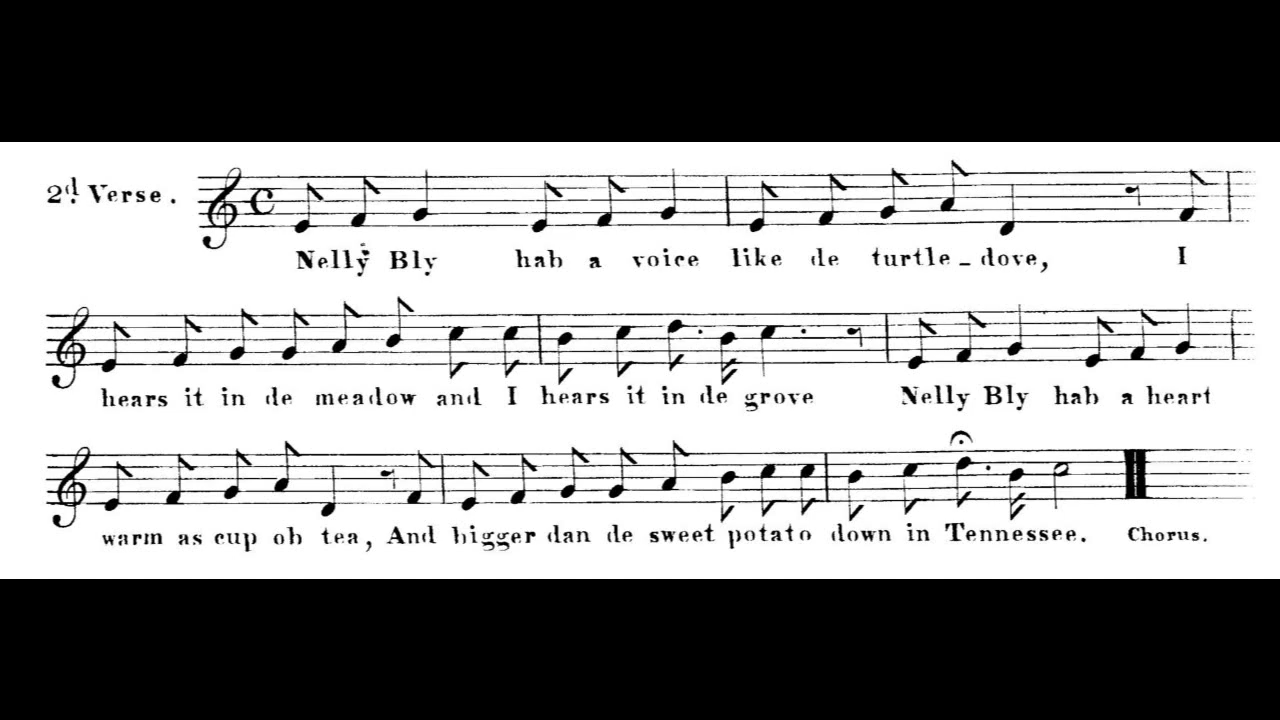 2d. Verse.
Nelly Bly hab a voice like de turtle-dove, I
hears it in de meadow and I hears it in de grove Nelly Bly hab a heart
warm as cup ob tea, And bigger dan de sweet potato down in Tennessee. Chorus.